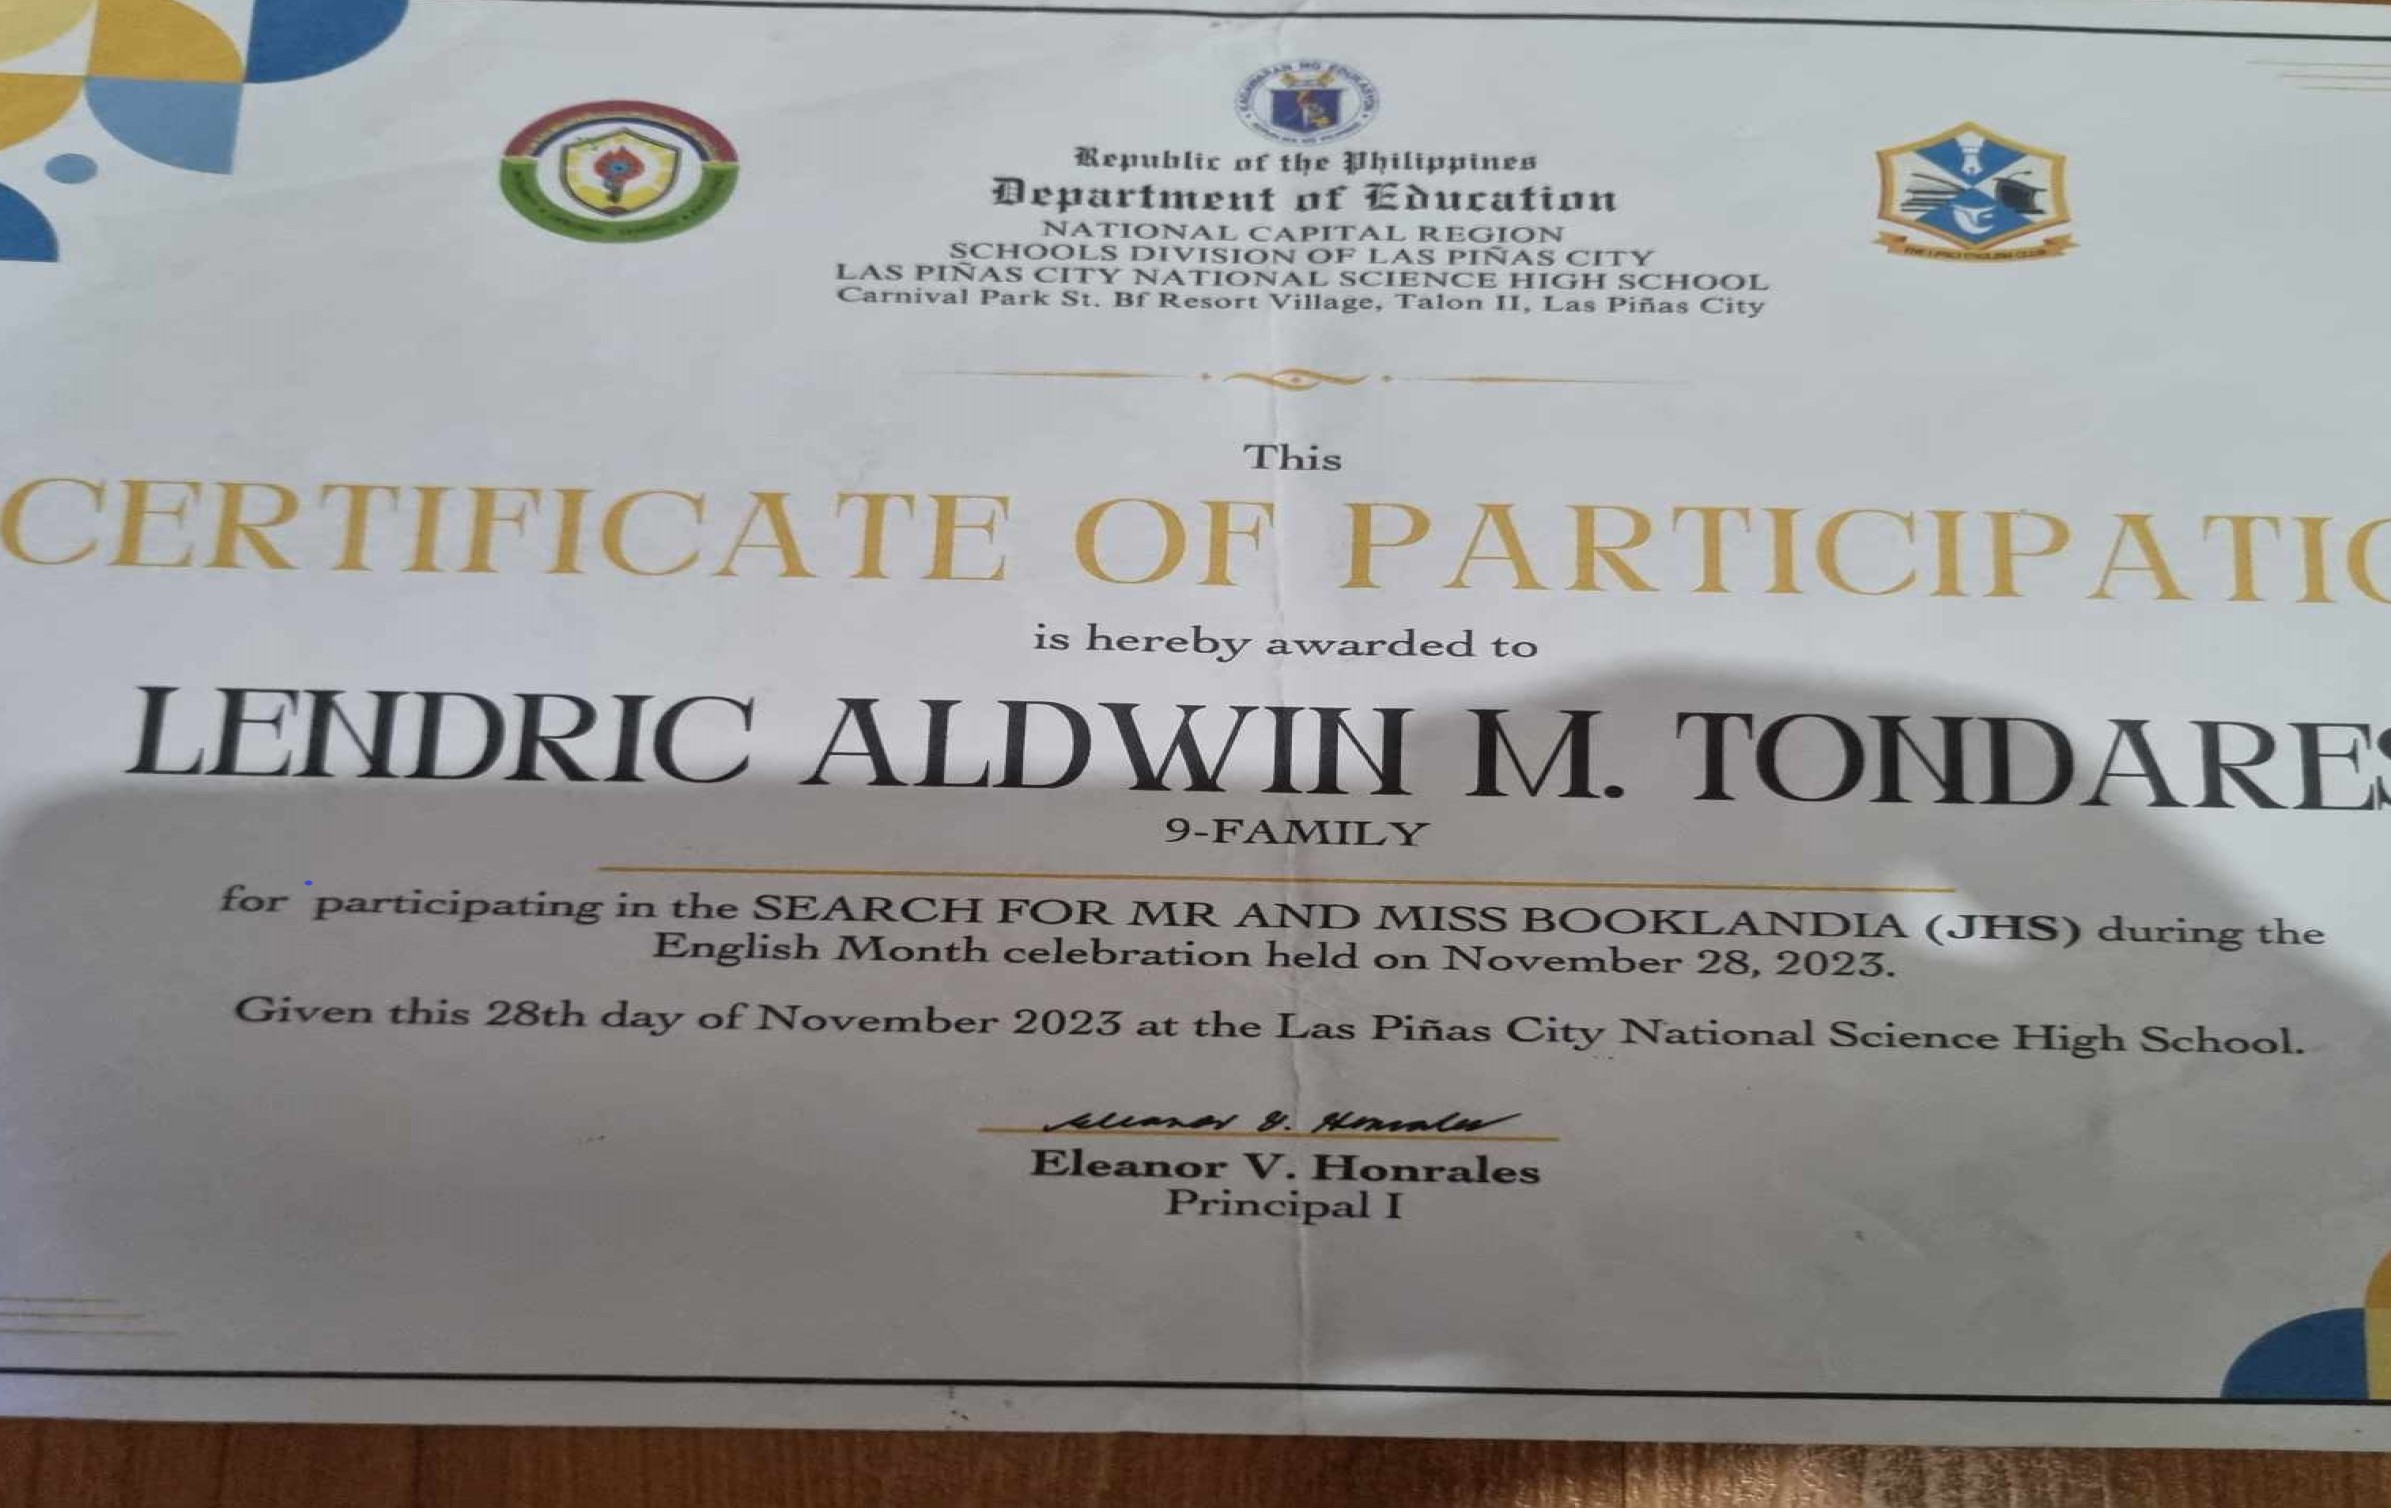 KAGAWARAN NG EDUKASYON
Republic of the Philippines
Department of Education
NATIONAL CAPITAL REGION
SCHOOLS DIVISION OF LAS PIÑAS CITY
LAS PIÑAS CITY NATIONAL SCIENCE HIGH SCHOOL
Carnival Park St. Bf Resort Village, Talon II, Las Piñas City
This
CERTIFICATE OF PARTICIPATIO
is hereby awarded to
LENDRIC ALDWIN M. TONDARES
9-FAMILY
for participating in the SEARCH FOR MR AND MISS BOOKLANDIA (JHS) during the
English Month celebration held on November 28, 2023.
Given this 28th day of November 2023 at the Las Piñas City National Science High School.
Eleanor V. Honrales
Eleanor V. Honrales
Principal I